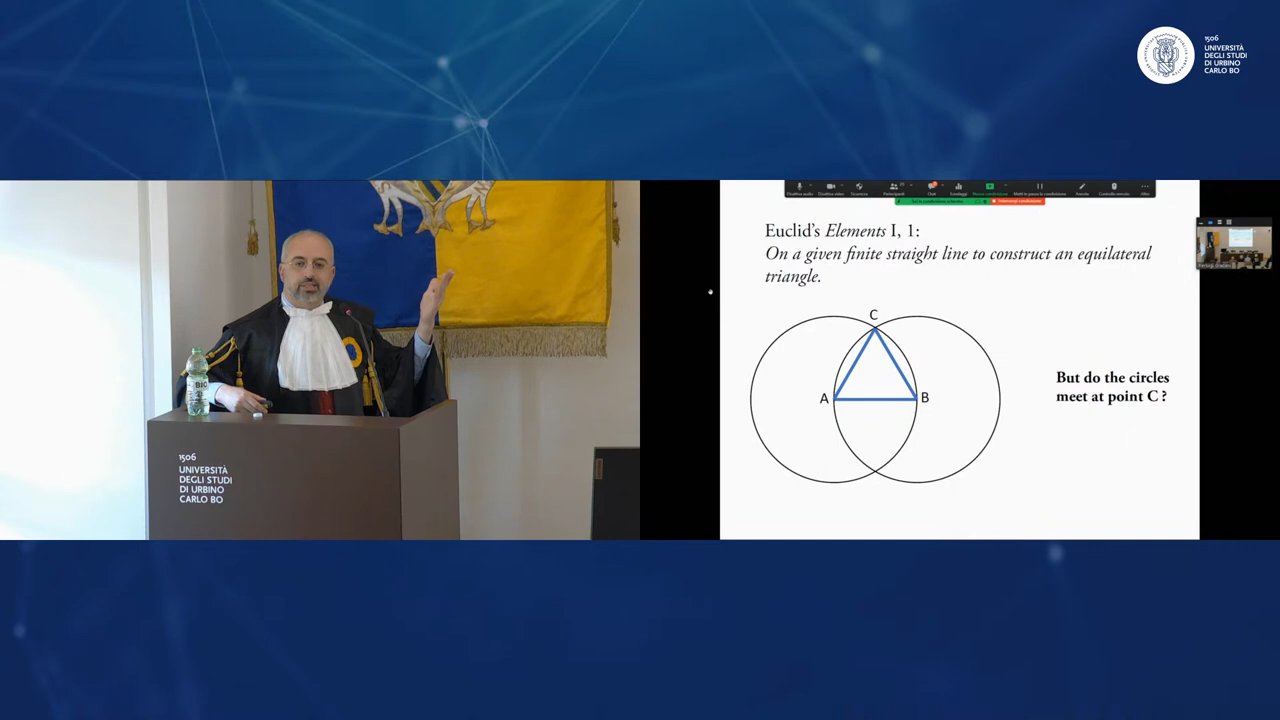 1506
UNIVERSITÀ
DEGLI STUDI
DI URBINO
CARLO BO
BIO
1506
UNIVERSITÀ
DEGLI STUDI
DI URBINO
CARLO BO
Euclid's Elements I, 1:
On a given finite straight line to construct an equilateral
triangle.
C
A
B
But do the circles
meet at point C ?